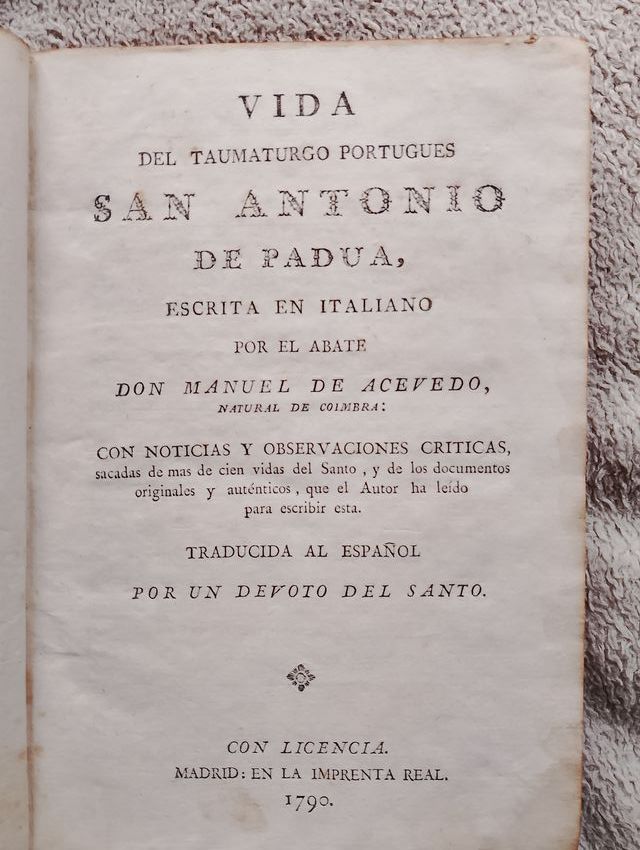 VIDA
DEL TAUMATURGO PORTUGUES
SAN ANTONIO
DE PADUA,
ESCRITA EN ITALIANO
POR EL ABATE
DON MANUEL DE ACEVEDO,
NATURAL DE COIMBRA:
CON NOTICIAS Y OBSERVACIONES CRITICAS,
sacadas de mas de cien vidas del Santo, y de los documentos
originales y auténticos, que el Autor ha leído
para escribir esta.
TRADUCIDA AL ESPAÑOL
POR UN DEVOTO DEL SANTO.
CON LICENCIA.
MADRID: EN LA IMPRENTA REAL.
1790.